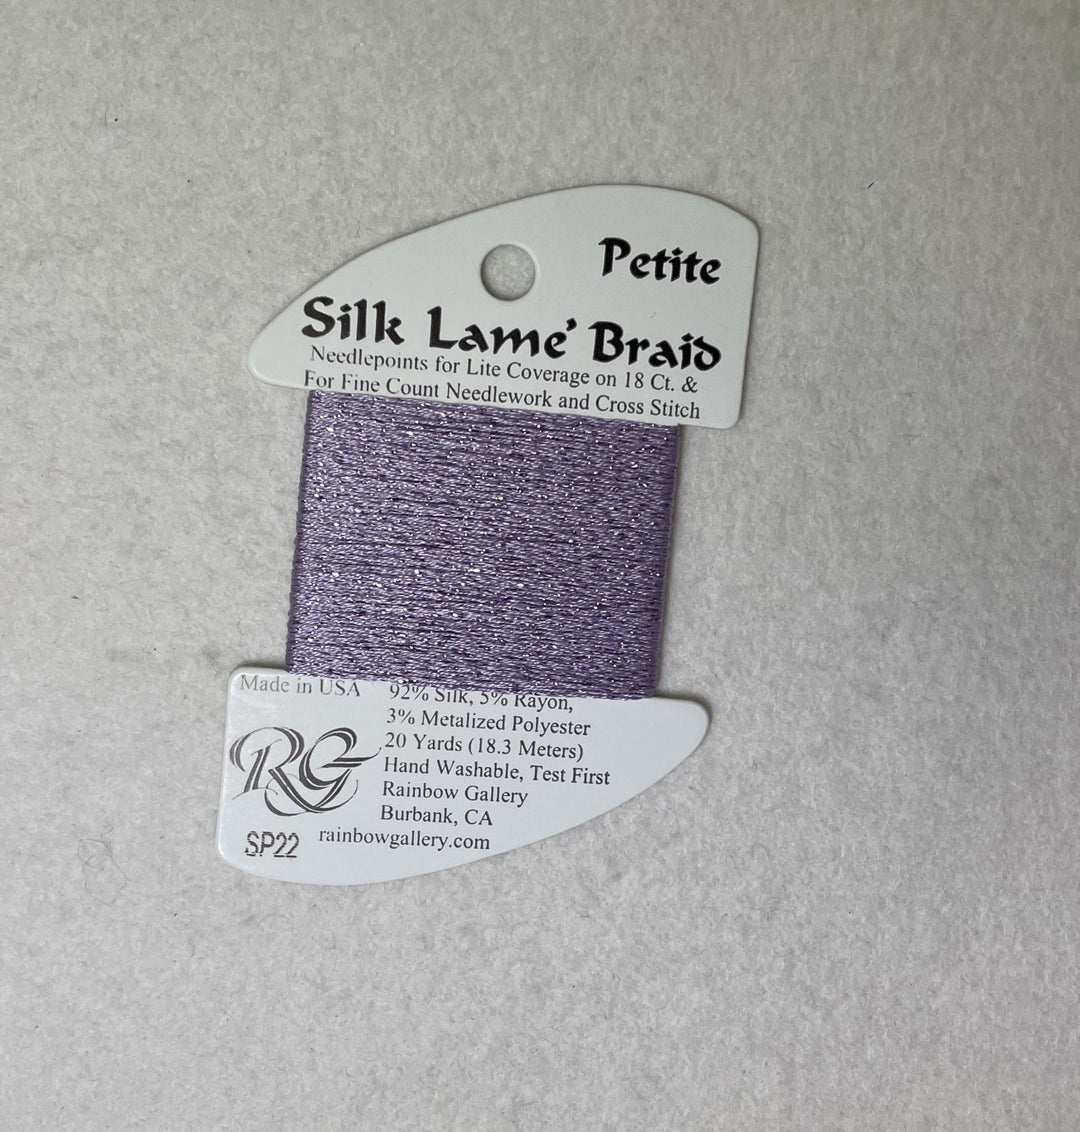 Petite
Silk Lame' Braid
Needlepoints for Lite Coverage on 18 Ct. &
For Fine Count Needlework and Cross Stitch
Made in USA
92% Silk, 5% Rayon,
3% Metalized Polyester
20 Yards (18.3 Meters)
Hand Washable, Test First
Rainbow Gallery
Burbank, CA
rainbowgallery.com
RG
SP22